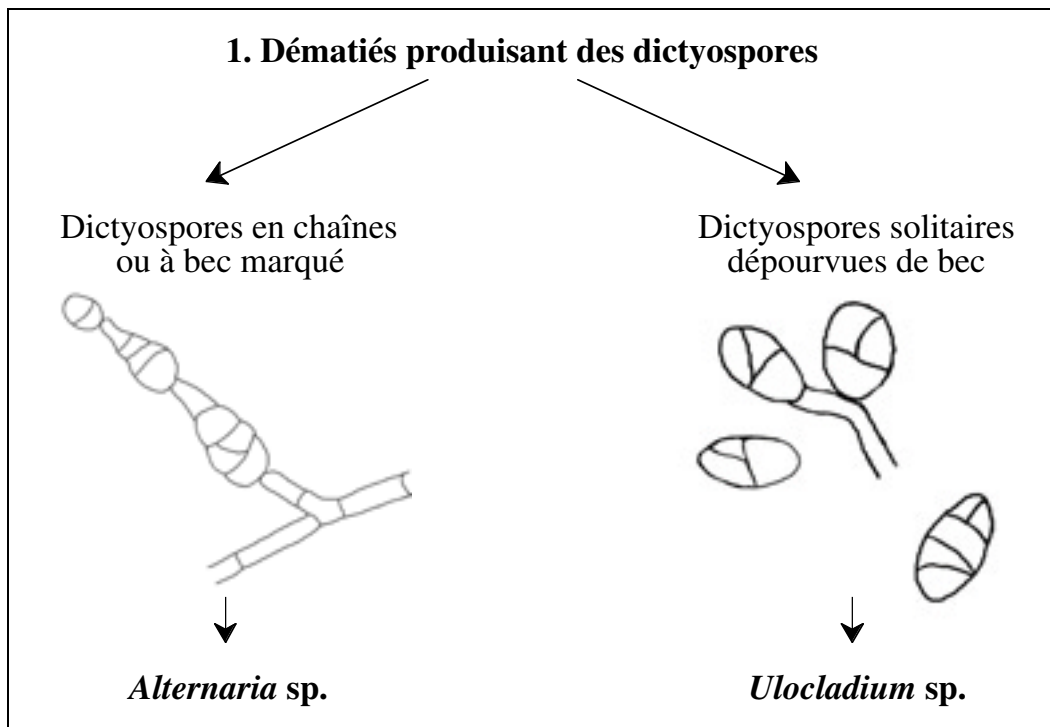 1. Dématiés produisant des dictyospores
Dictyospores en chaînes
ou à bec marqué
Dictyospores solitaires
dépourvues de bec
Alternaria sp.
Ulocladium sp.